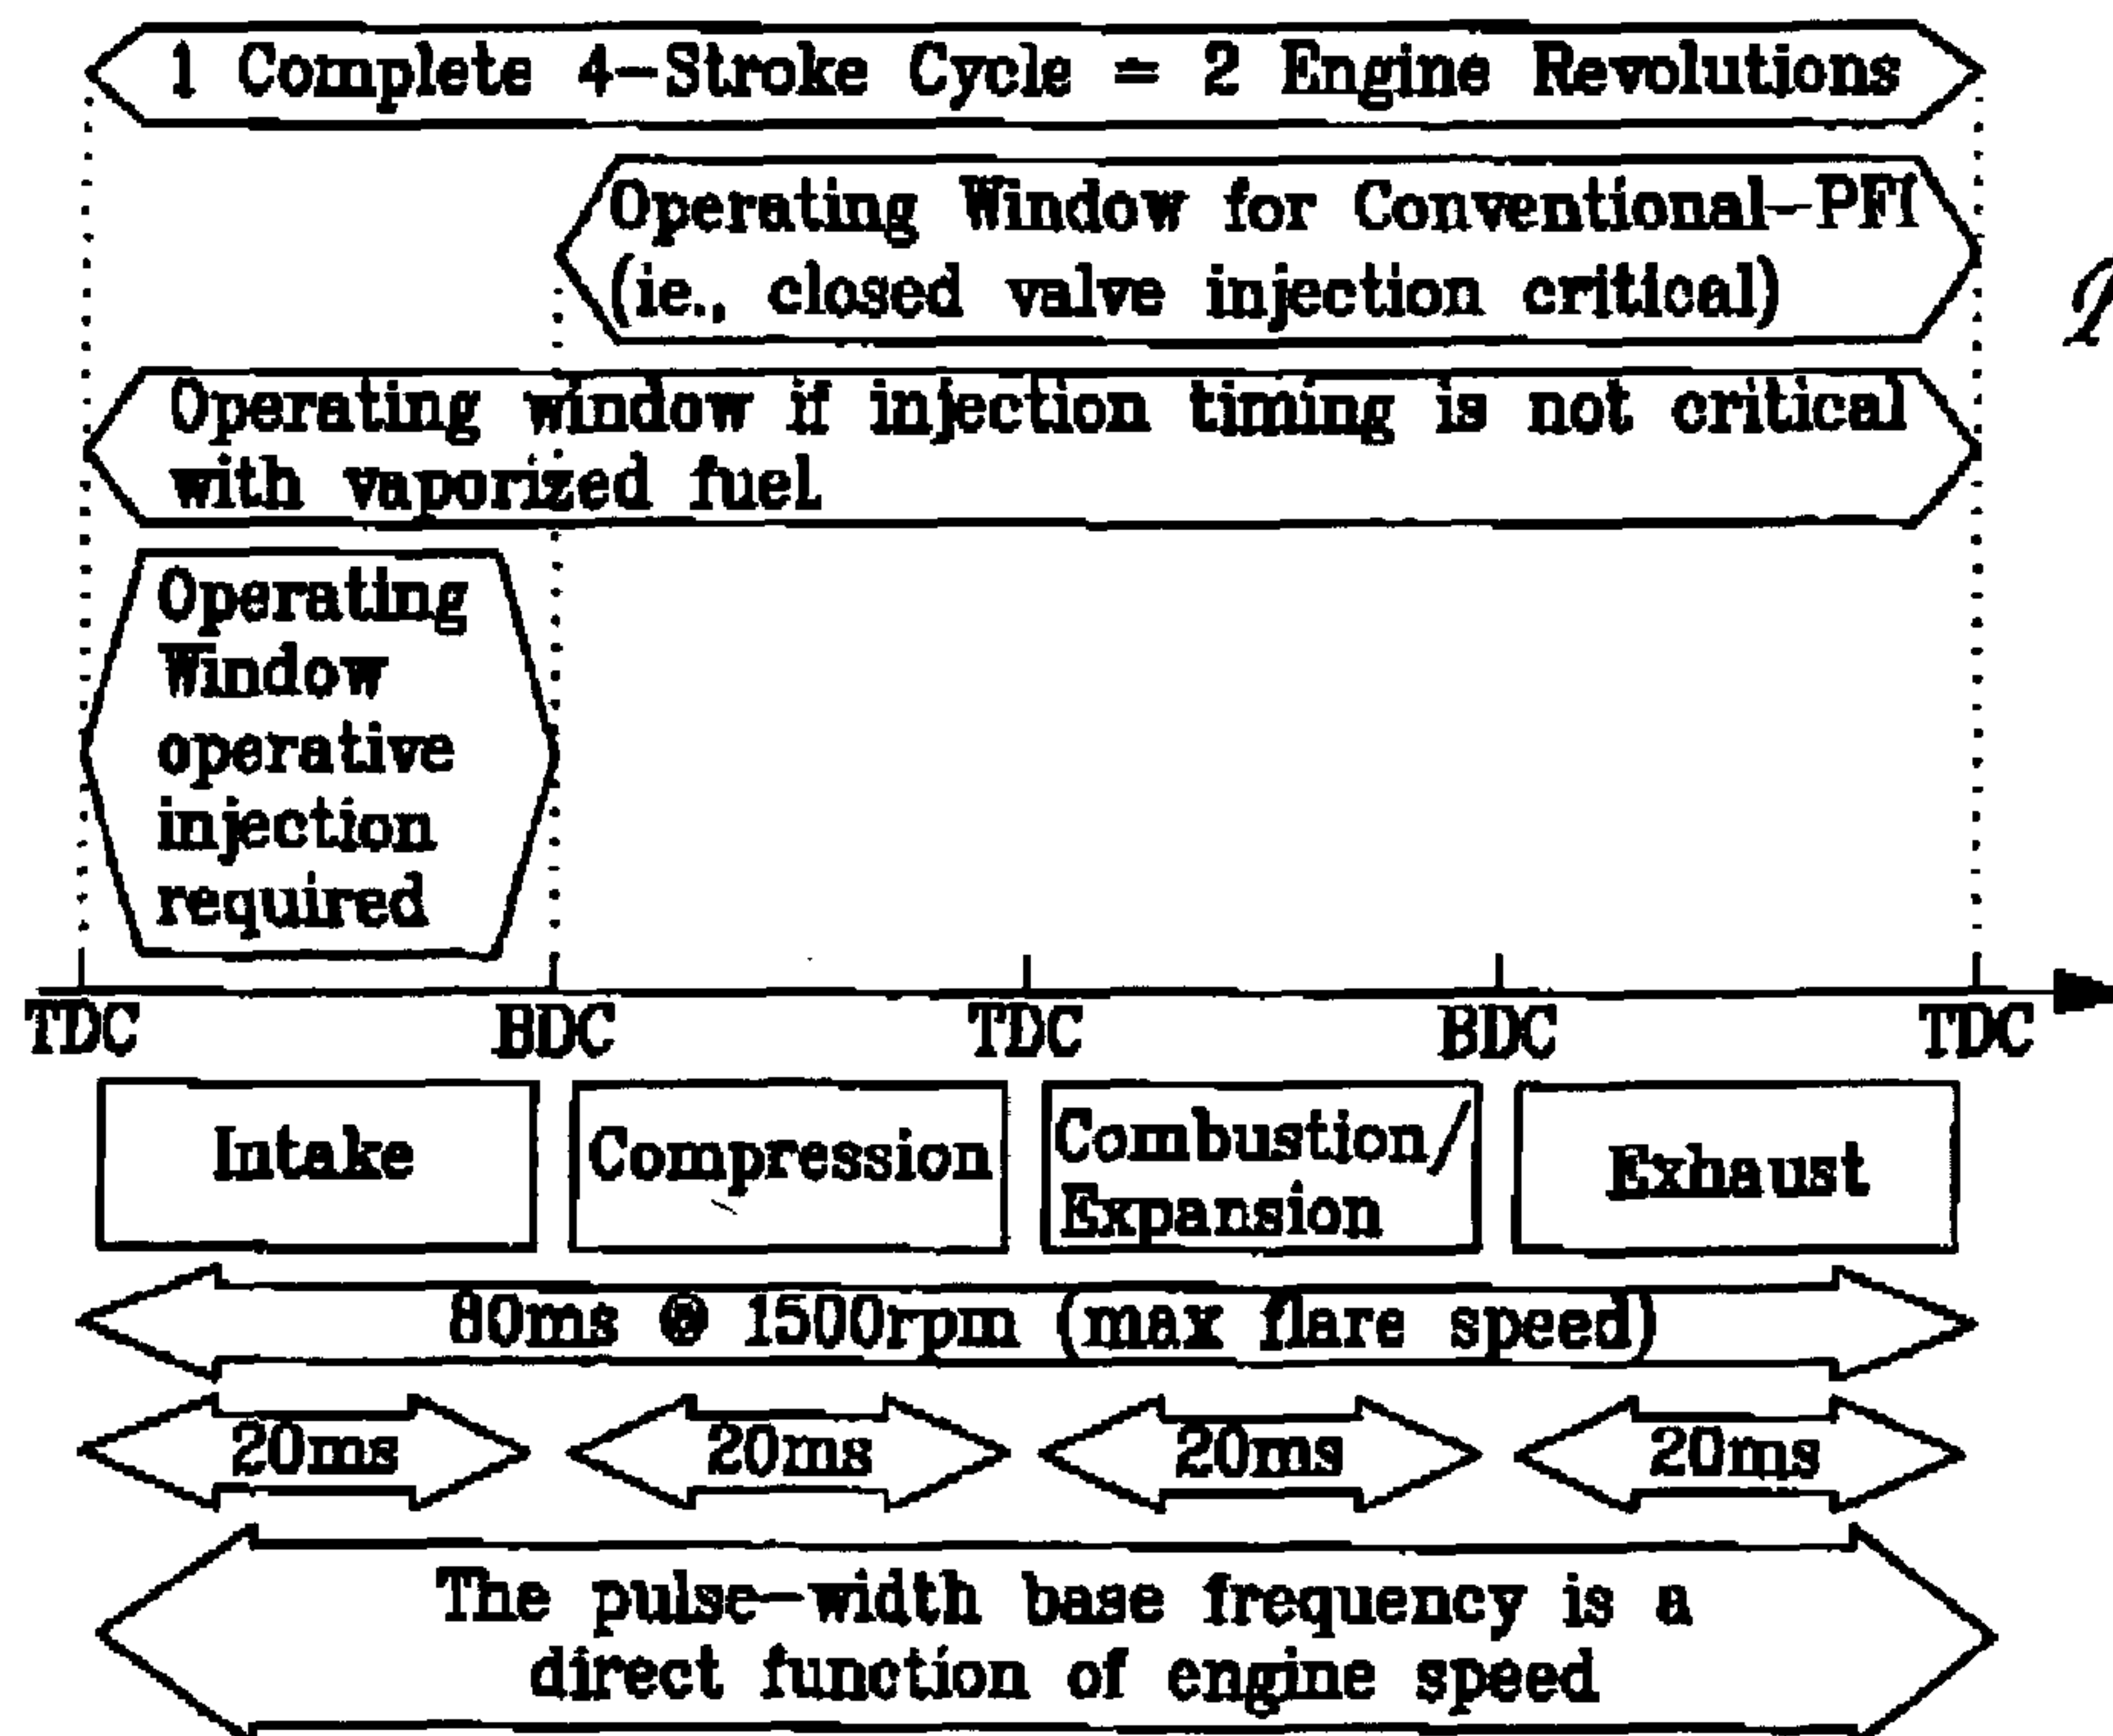 1 Complete 4-Stroke Cycle = 2 Engine Revolutions
Operating Window for Conventional-PFI
(ie., closed valve injection critical)
Operating window if injection timing is not critical
with vaporized fuel
Operating
Window
operative
injection
required
TDC BDC TDC BDC TDC
Intake Compression Combustion/
Expansion Exhaust
80ms @ 1500rpm (max flare speed)
20ms 20ms 20ms 20ms
The pulse-width base frequency is a
direct function of engine speed